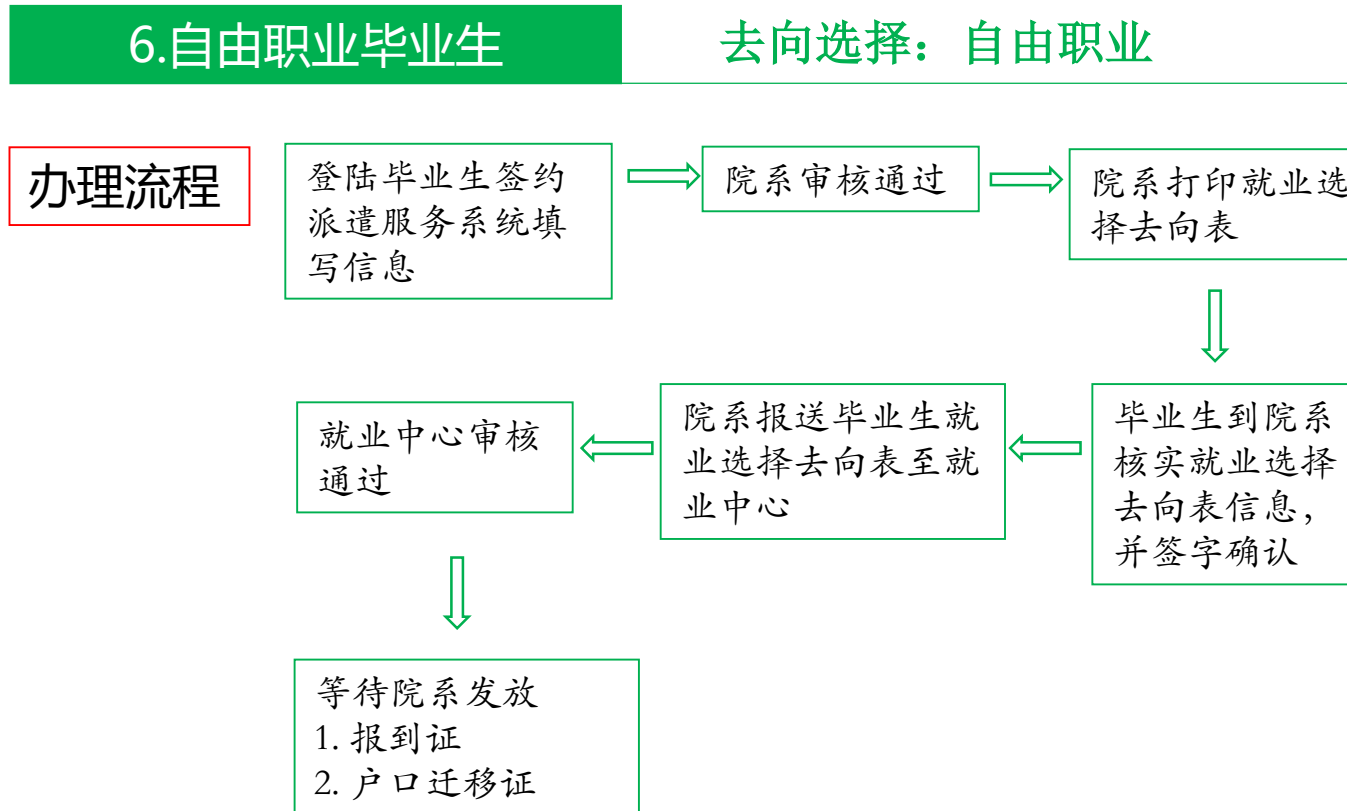 6.自由职业毕业生
去向选择：自由职业
办理流程
登陆毕业生签约
派遣服务系统填
写信息
院系审核通过
院系打印就业选
择去向表
毕业生到院系
核实就业选择
去向表信息，
并签字确认
院系报送毕业生就
业选择去向表至就
业中心
就业中心审核
通过
等待院系发放
1. 报到证
2. 户口迁移证